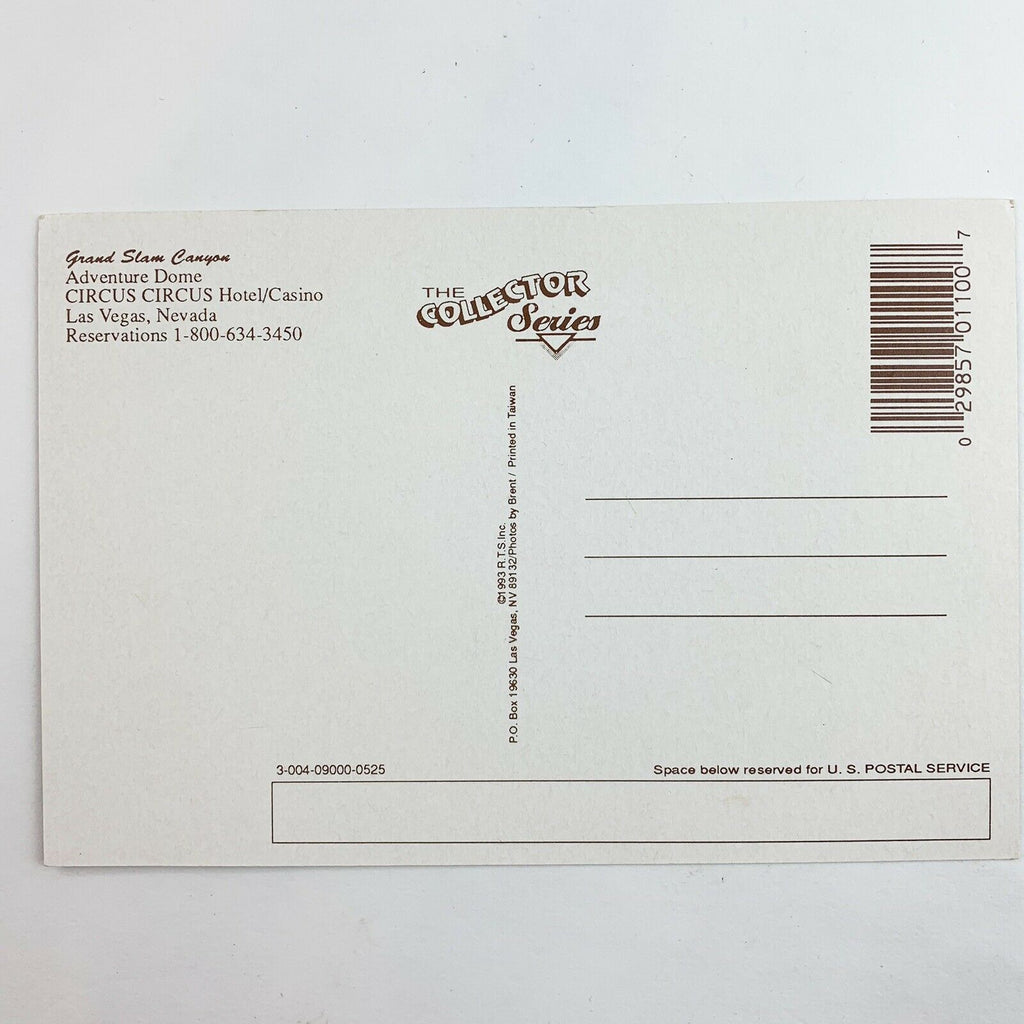 Grand Slam Canyon
Adventure Dome
CIRCUS CIRCUS Hotel/Casino
Las Vegas, Nevada
Reservations 1-800-634-3450
THE
COLLECTOR
Series
0 29857 01100 7
©1993 R.T.S.Inc.
P.O. Box 19630 Las Vegas, NV 89132/Photos by Brent / Printed in Taiwan
3-004-09000-0525
Space below reserved for U. S. POSTAL SERVICE